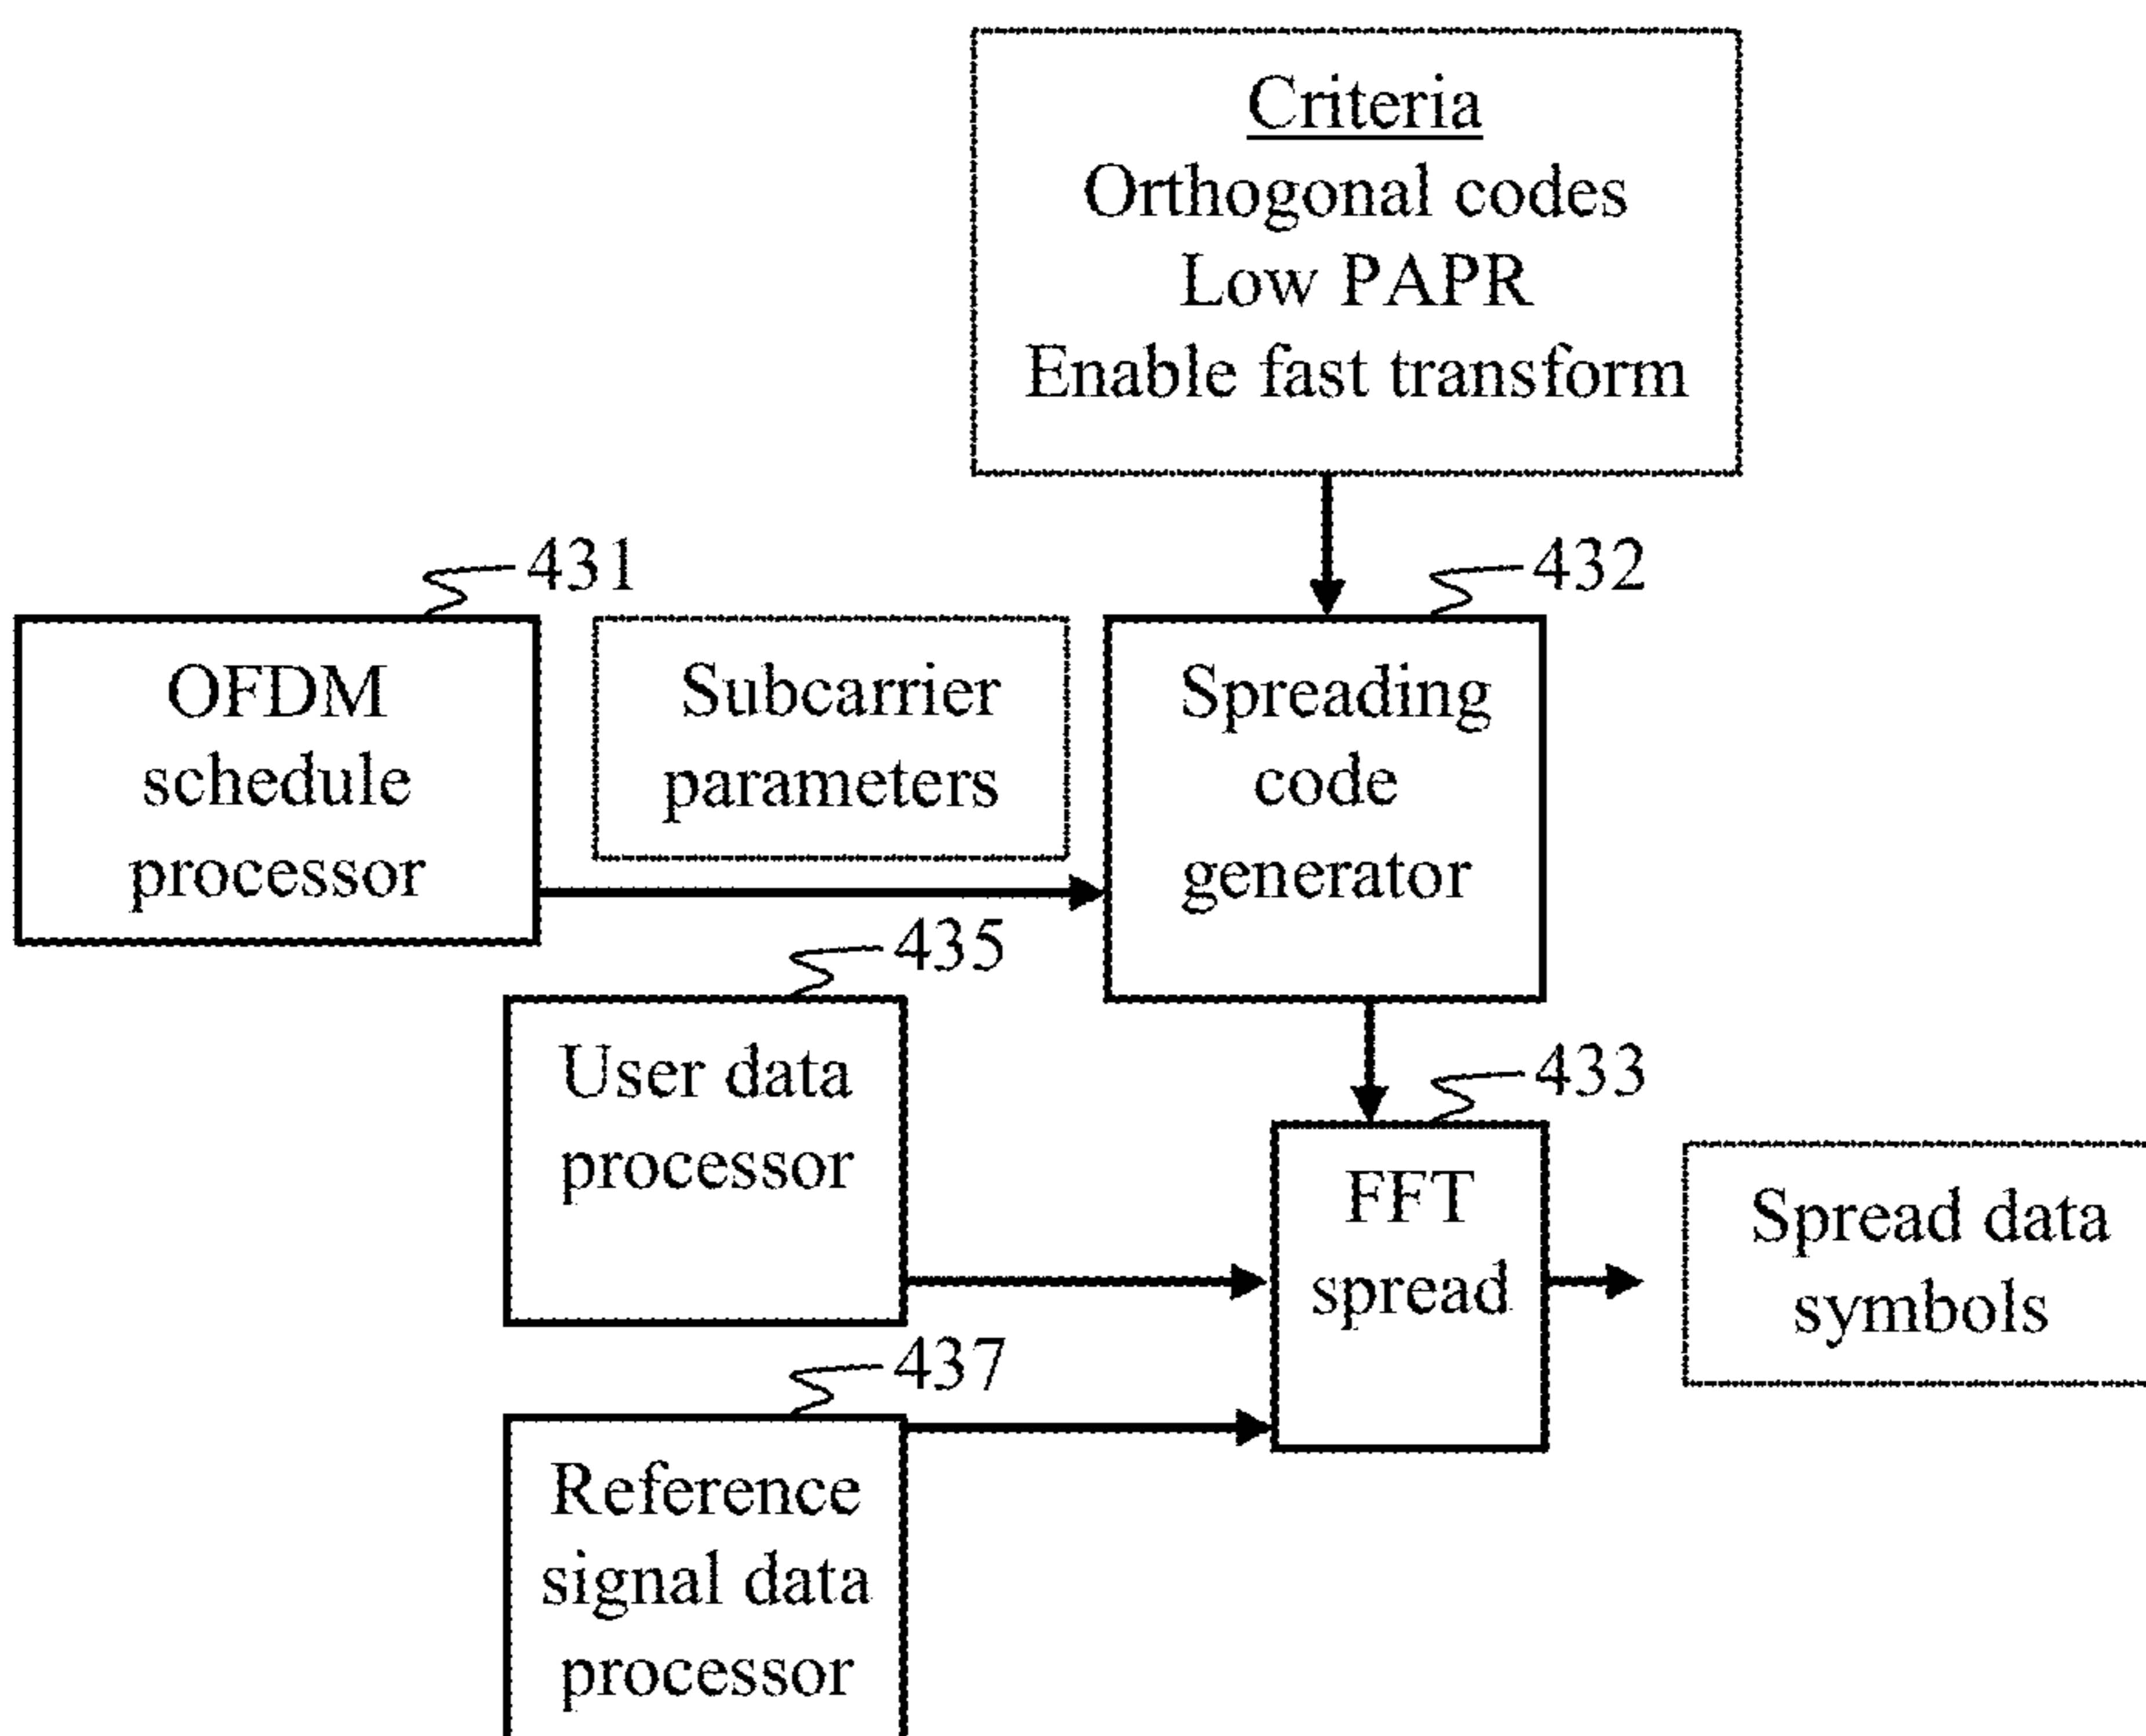 Criteria
Orthogonal codes
Low PAPR
Enable fast transform
431
432
OFDM
schedule
processor
Subcarrier
parameters
Spreading
code
generator
435
User data
processor
433
FFT
spread
Spread data
symbols
437
Reference
signal data
processor